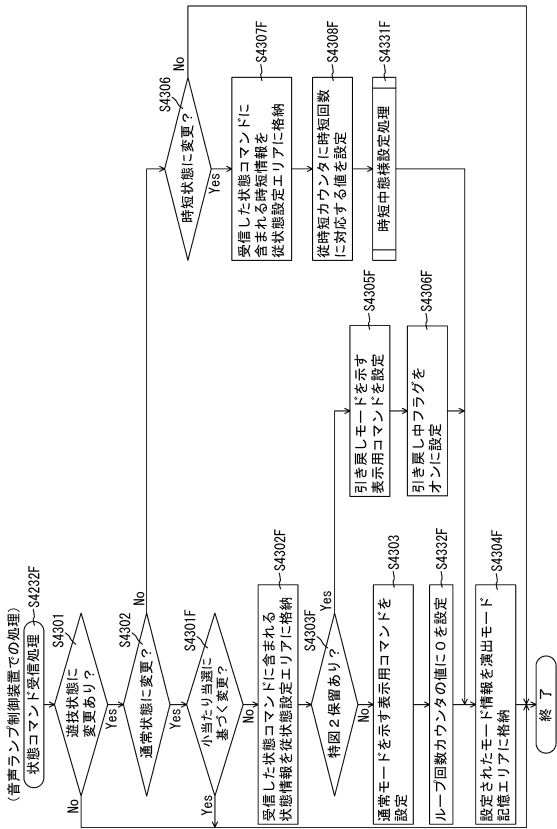 (音声ランプ制御装置での処理)
状態コマンド受信処理
S4232F
遊技状態に
変更あり?
S4301
No
Yes
通常状態に変更?
S4302
No
Yes
小当たり当選に
基づく変更?
S4301F
Yes
No
受信した状態コマンドに含まれる
状態情報を従状態設定エリアに格納
S4302F
特図2保留あり?
S4303F
Yes
No
通常モードを示す表示用コマンドを
設定
S4303
ループ回数カウンタの値に0を設定
S4332F
設定されたモード情報を演出モード
記憶エリアに格納
S4304F
終了
引き戻しモードを示す
表示用コマンドを設定
S4305F
引き戻し中フラグを
オンに設定
S4306F
時短状態に変更?
S4306
No
Yes
受信した状態コマンドに
含まれる時短情報を
従状態設定エリアに格納
S4307F
従時短カウンタに時短回数
に対応する値を設定
S4308F
時短中態様設定処理
S4331F